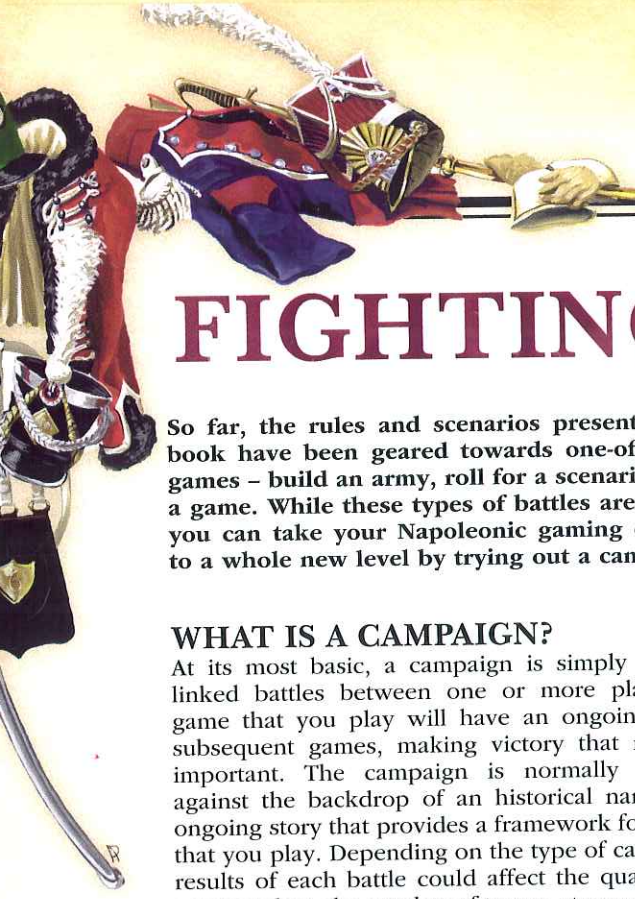 FIGHTING
So far, the rules and scenarios present
book have been geared towards one-of
games – build an army, roll for a scenari
a game. While these types of battles are
you can take your Napoleonic gaming
to a whole new level by trying out a cam
WHAT IS A CAMPAIGN?
At its most basic, a campaign is simply
linked battles between one or more pla
game that you play will have an ongoin
subsequent games, making victory that
important. The campaign is normally
against the backdrop of an historical nar
ongoing story that provides a framework fo
that you play. Depending on the type of ca
results of each battle could affect the qua